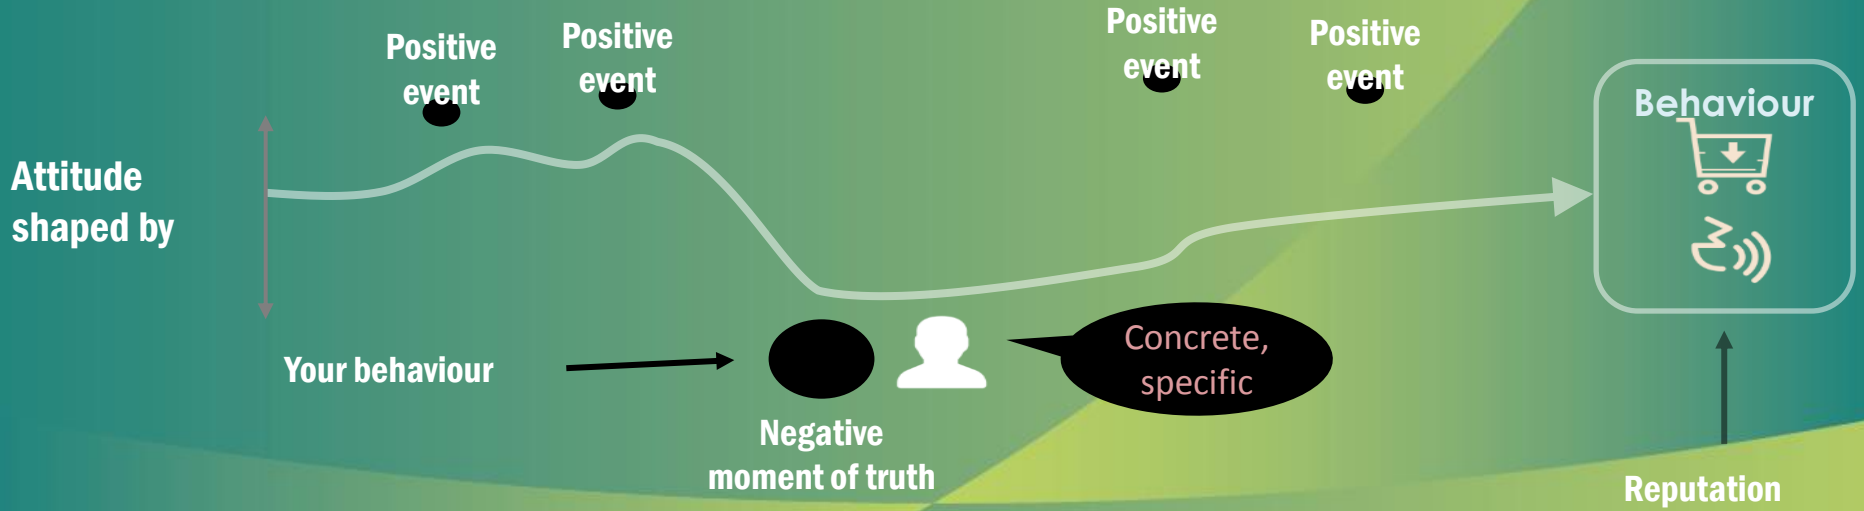 Positive
event
Positive
event
Positive
event
Positive
event
Behaviour
Attitude
shaped by
Concrete,
specific
Your behaviour
Negative
moment of truth
Reputation